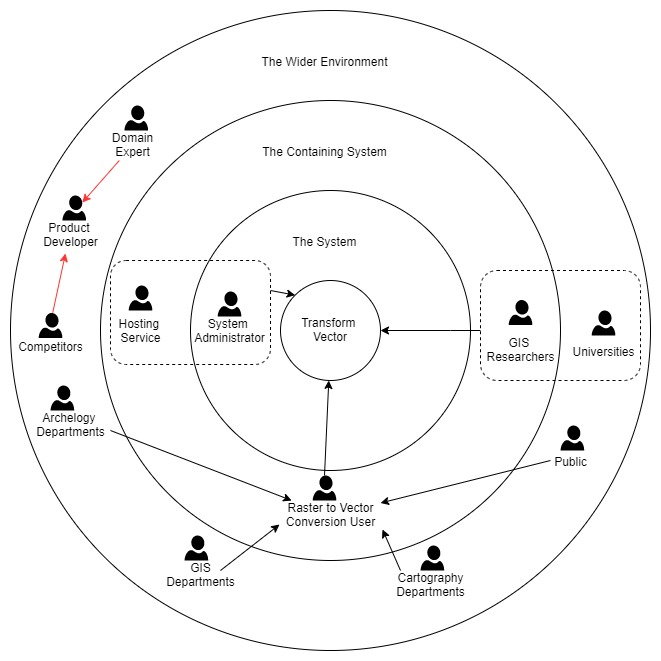 The Wider Environment
Domain
Expert
The Containing System
Product
Developer
The System
Hosting
Service
System
Administrator
Transform
Vector
GIS
Researchers
Universities
Competitors
Archelogy
Departments
Public
Raster to Vector
Conversion User
GIS
Departments
Cartography
Departments